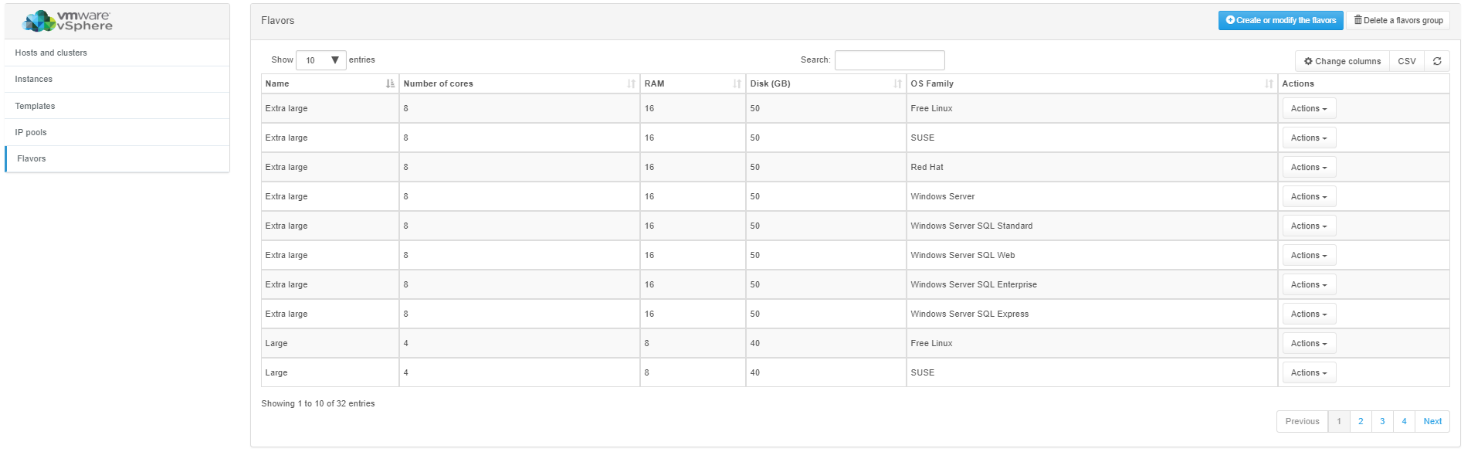 vmware
vSphere
Hosts and clusters
Instances
Templates
IP pools
Flavors
Flavors Create or modify the flavors Delete a flavors group
Show 10 entries Search: Change columns CSV
Name Number of cores RAM Disk (GB) OS Family Actions
Extra large 8 16 50 Free Linux Actions
Extra large 8 16 50 SUSE Actions
Extra large 8 16 50 Red Hat Actions
Extra large 8 16 50 Windows Server Actions
Extra large 8 16 50 Windows Server SQL Standard Actions
Extra large 8 16 50 Windows Server SQL Web Actions
Extra large 8 16 50 Windows Server SQL Enterprise Actions
Extra large 8 16 50 Windows Server SQL Express Actions
Large 4 8 40 Free Linux Actions
Large 4 8 40 SUSE Actions
Showing 1 to 10 of 32 entries
Previous 1 2 3 4 Next